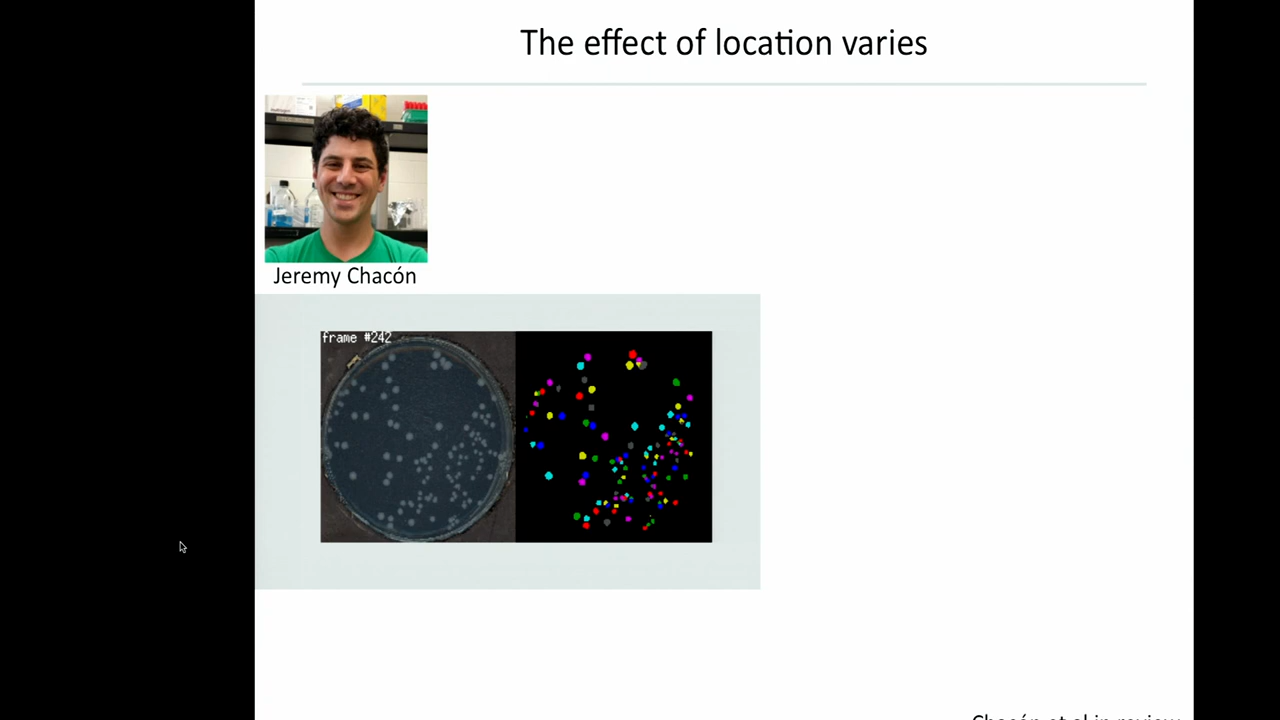 The effect of location varies
Jeremy Chacón
frame #242
Chacón et al in review